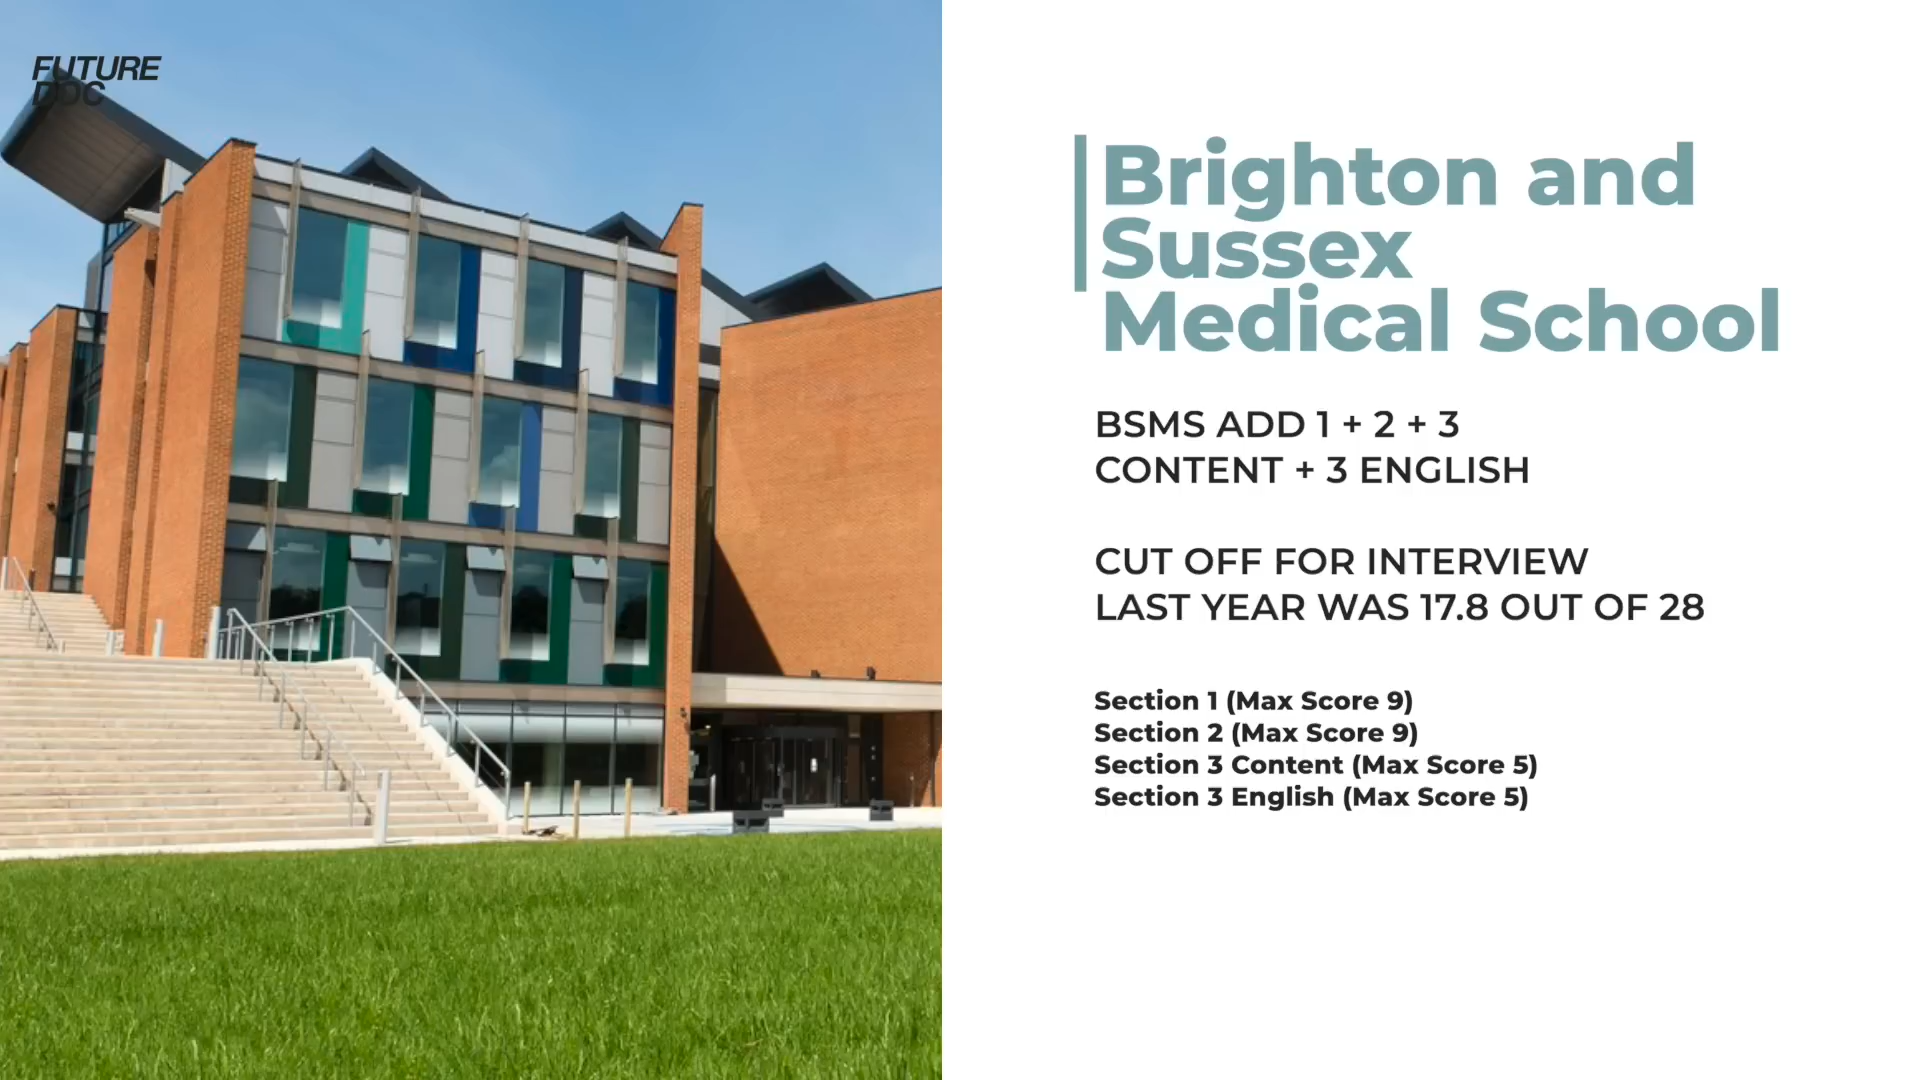 FUTURE
DOC
Brighton and
Sussex
Medical School
BSMS ADD 1 + 2 + 3
CONTENT + 3 ENGLISH
CUT OFF FOR INTERVIEW
LAST YEAR WAS 17.8 OUT OF 28
Section 1 (Max Score 9)
Section 2 (Max Score 9)
Section 3 Content (Max Score 5)
Section 3 English (Max Score 5)